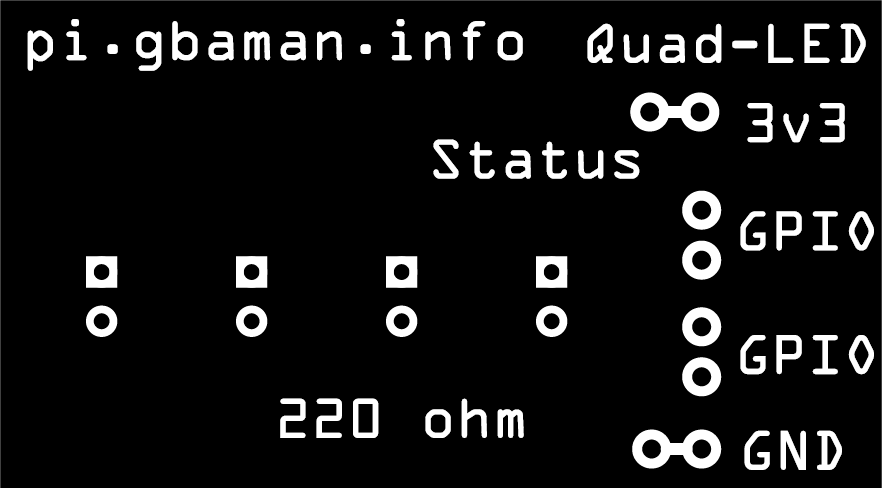 pi.gbaman.info Quad-LED
3v3
Status
GPIO
GPIO
220 ohm
GND